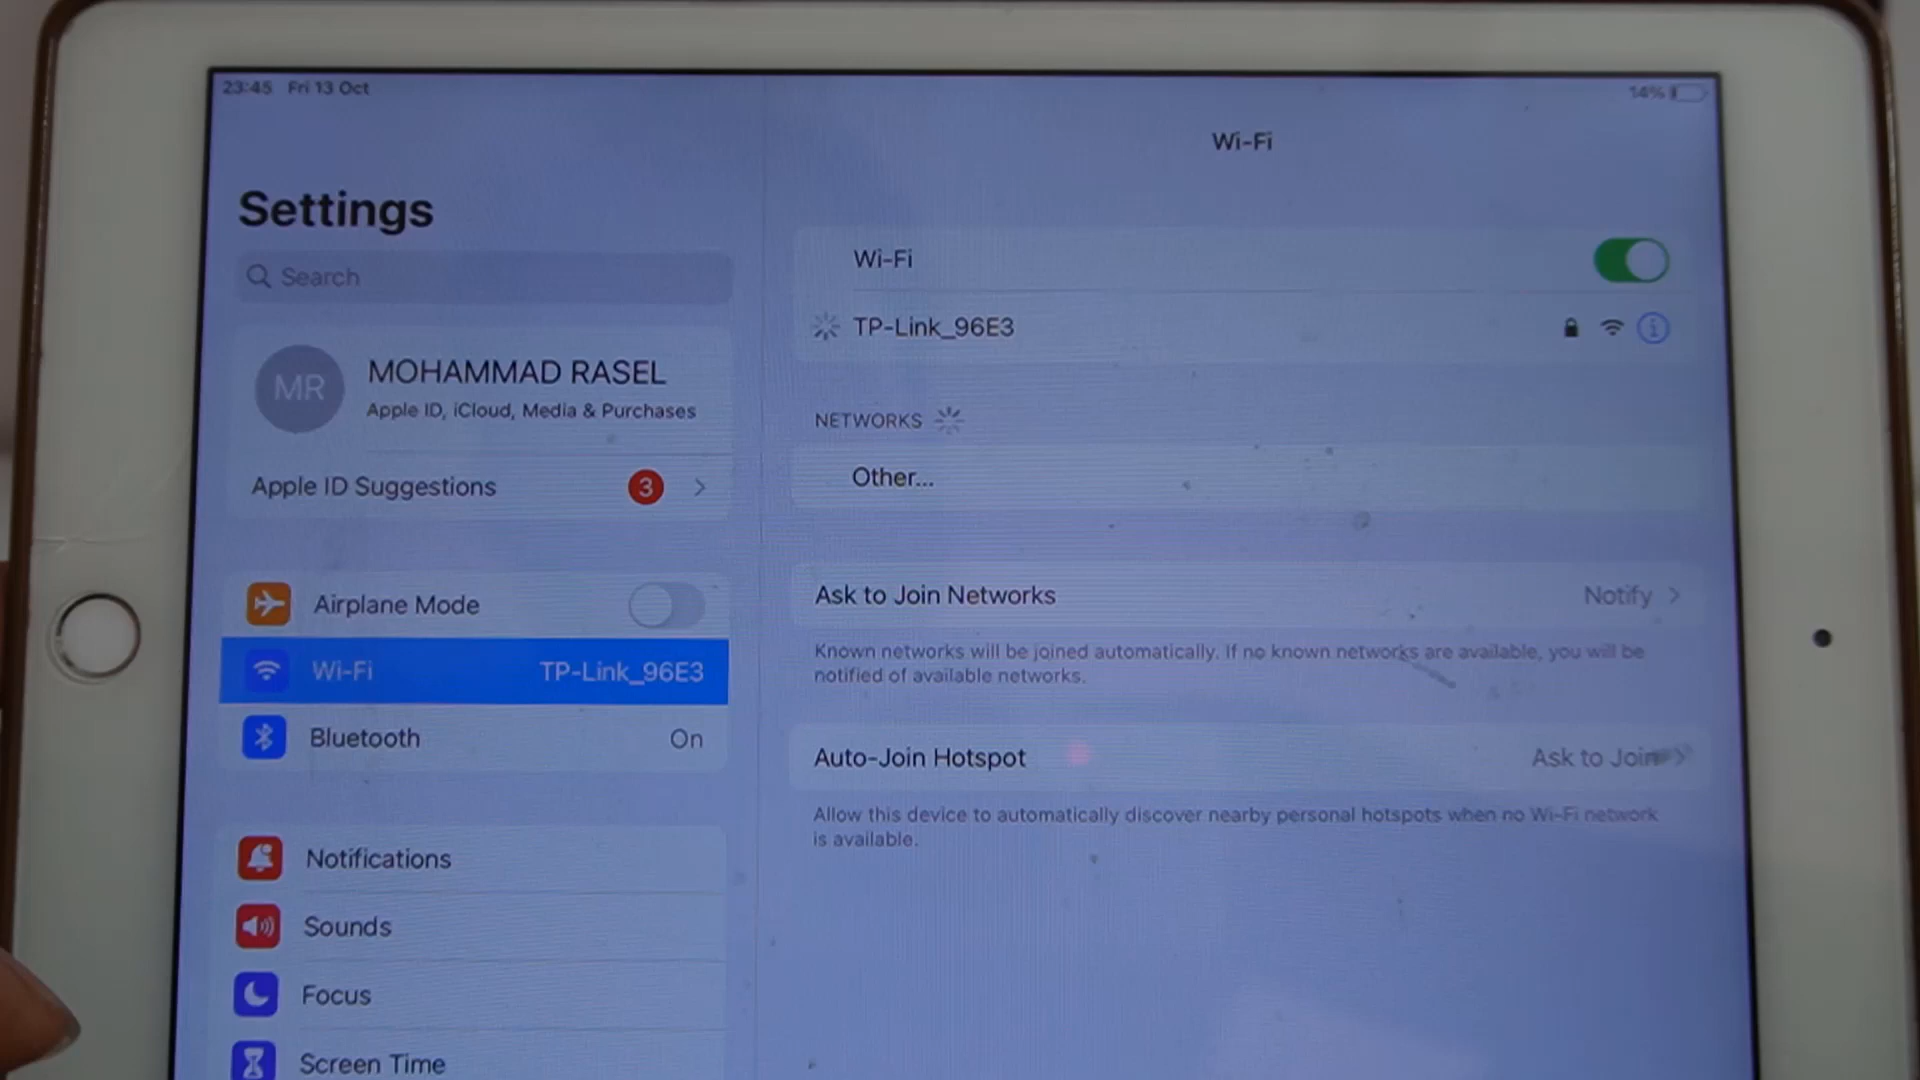 23:45 Fri 13 Oct
14%
Settings
Search
MR
MOHAMMAD RASEL
Apple ID, iCloud, Media & Purchases
Apple ID Suggestions
3
Airplane Mode
Wi-Fi TP-Link_96E3
Bluetooth On
Notifications
Sounds
Focus
Screen Time
Wi-Fi
Wi-Fi
TP-Link_96E3
NETWORKS
Other...
Ask to Join Networks Notify
Known networks will be joined automatically. If no known networks are available, you will be
notified of available networks.
Auto-Join Hotspot Ask to Join
Allow this device to automatically discover nearby personal hotspots when no Wi-Fi network
is available.